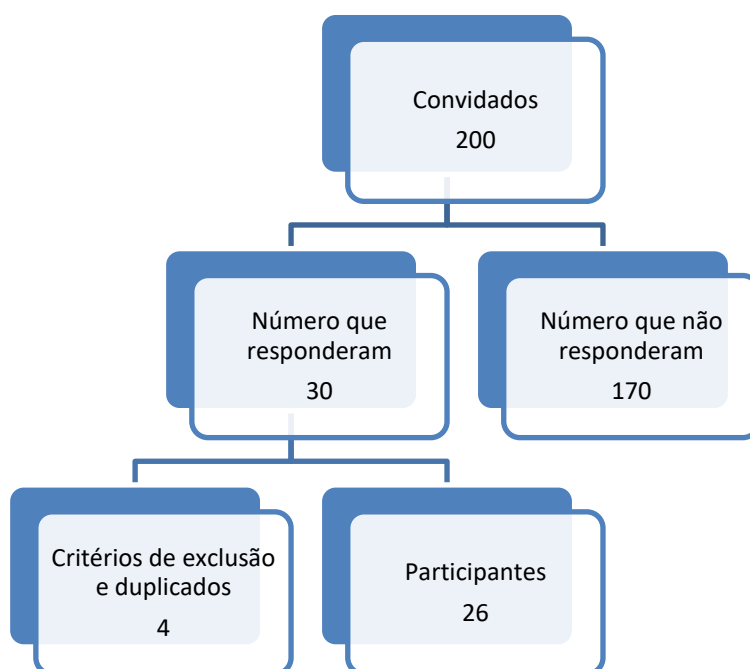 Convidados
200
Número que
responderam
30
Número que não
responderam
170
Critérios de exclusão
e duplicados
4
Participantes
26